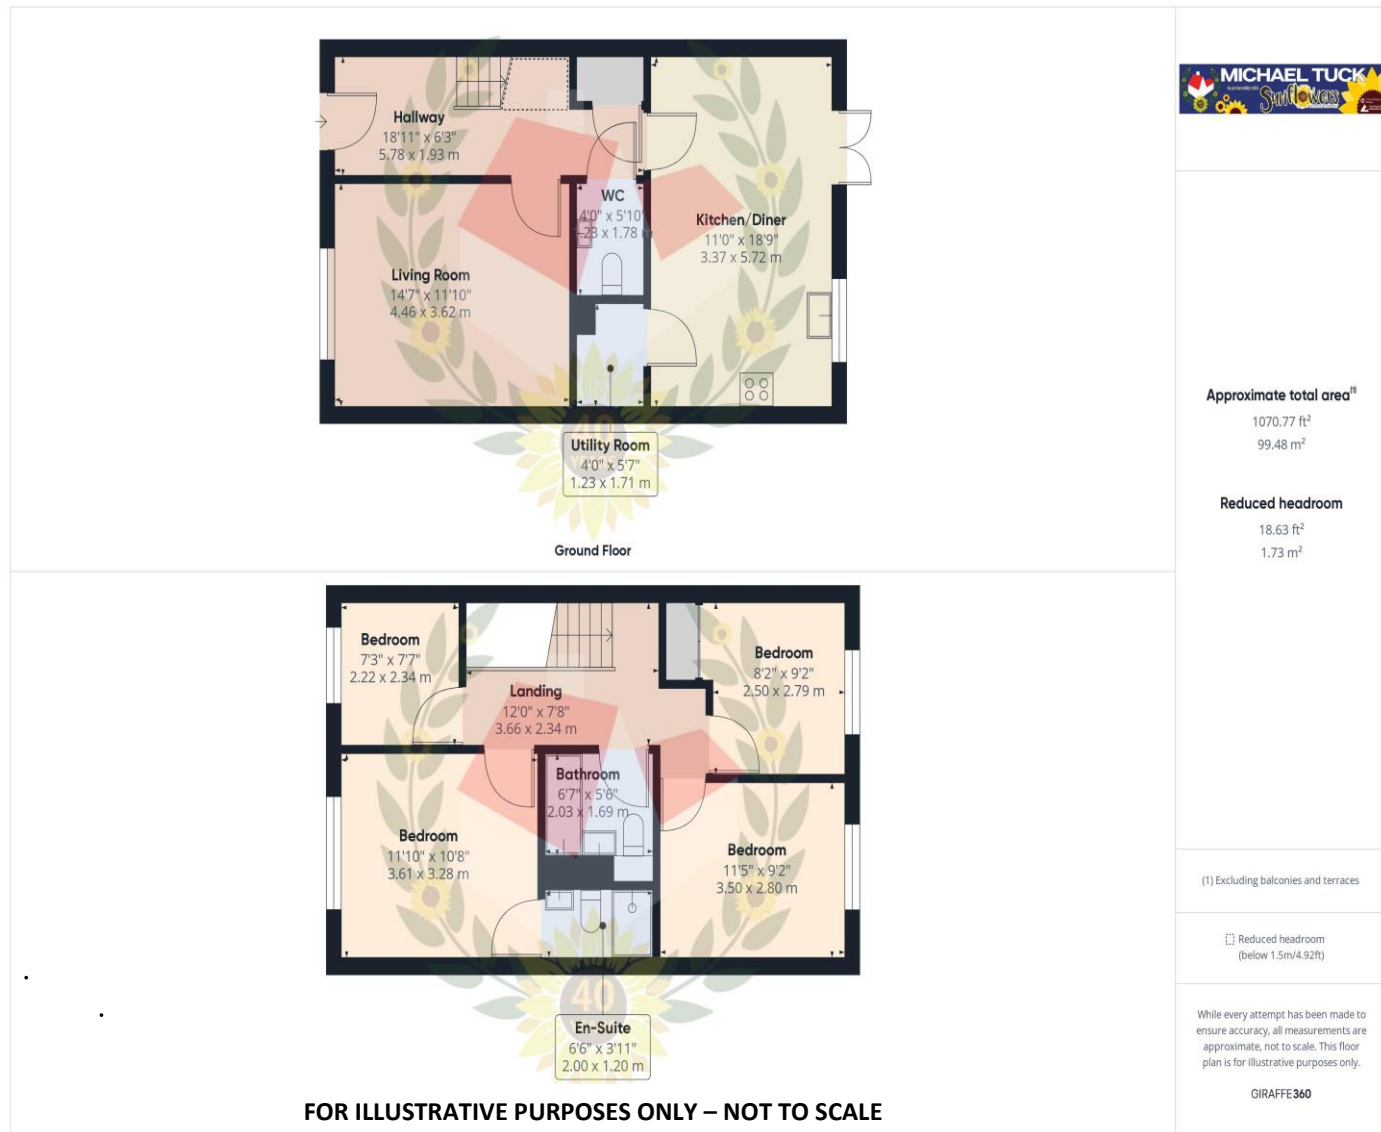 Hallway
18'11" x 6'3"
5.78 x 1.93 m
WC
4'0" x 5'10"
1.23 x 1.78 m
Kitchen/Diner
11'0" x 18'9"
3.37 x 5.72 m
Living Room
14'7" x 11'10"
4.46 x 3.62 m
40
Utility Room
4'0" x 5'7"
1.23 x 1.71 m
Ground Floor
Bedroom
7'3" x 7'7"
2.22 x 2.34 m
Landing
12'0" x 7'8"
3.66 x 2.34 m
Bedroom
8'2" x 9'2"
2.50 x 2.79 m
Bathroom
6'7" x 5'6"
2.03 x 1.69 m
Bedroom
11'10" x 10'8"
3.61 x 3.28 m
Bedroom
11'5" x 9'2"
3.50 x 2.80 m
40
En-Suite
6'6" x 3'11"
2.00 x 1.20 m
FOR ILLUSTRATIVE PURPOSES ONLY – NOT TO SCALE
MICHAEL TUCK
Sunflowers
Approximate total area⁽¹⁾
1070.77 ft²
99.48 m²
Reduced headroom
18.63 ft²
1.73 m²
(1) Excluding balconies and terraces
Reduced headroom
(below 1.5m/4.92ft)
While every attempt has been made to
ensure accuracy, all measurements are
approximate, not to scale. This floor
plan is for illustrative purposes only.
GIRAFFE360